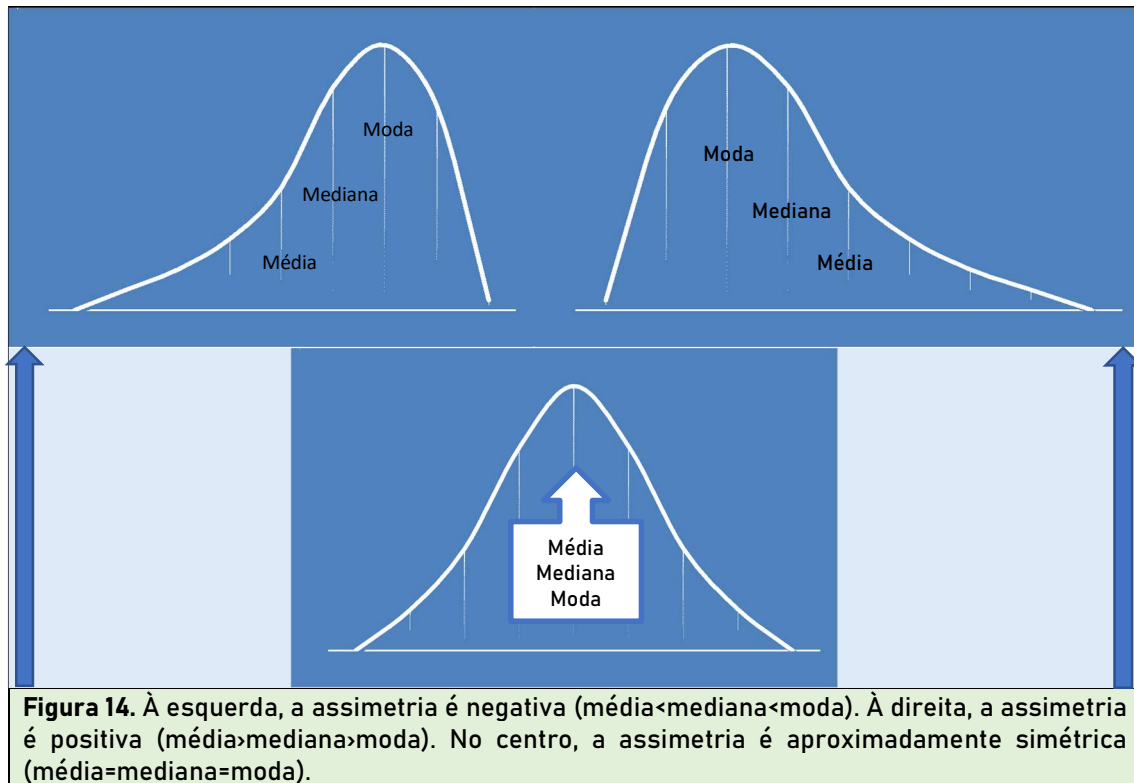 Moda
Mediana
Média
Moda
Mediana
Média
Média
Mediana
Moda
Figura 14. À esquerda, a assimetria é negativa (média<mediana<moda). À direita, a assimetria
é positiva (média>mediana>moda). No centro, a assimetria é aproximadamente simétrica
(média=mediana=moda).